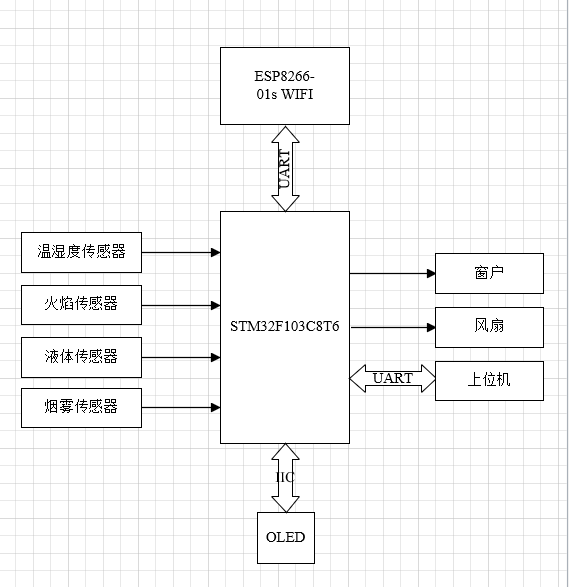 ESP8266-
01s WIFI
UART
温湿度传感器
火焰传感器
液体传感器
烟雾传感器
STM32F103C8T6
窗户
风扇
UART
上位机
IIC
OLED